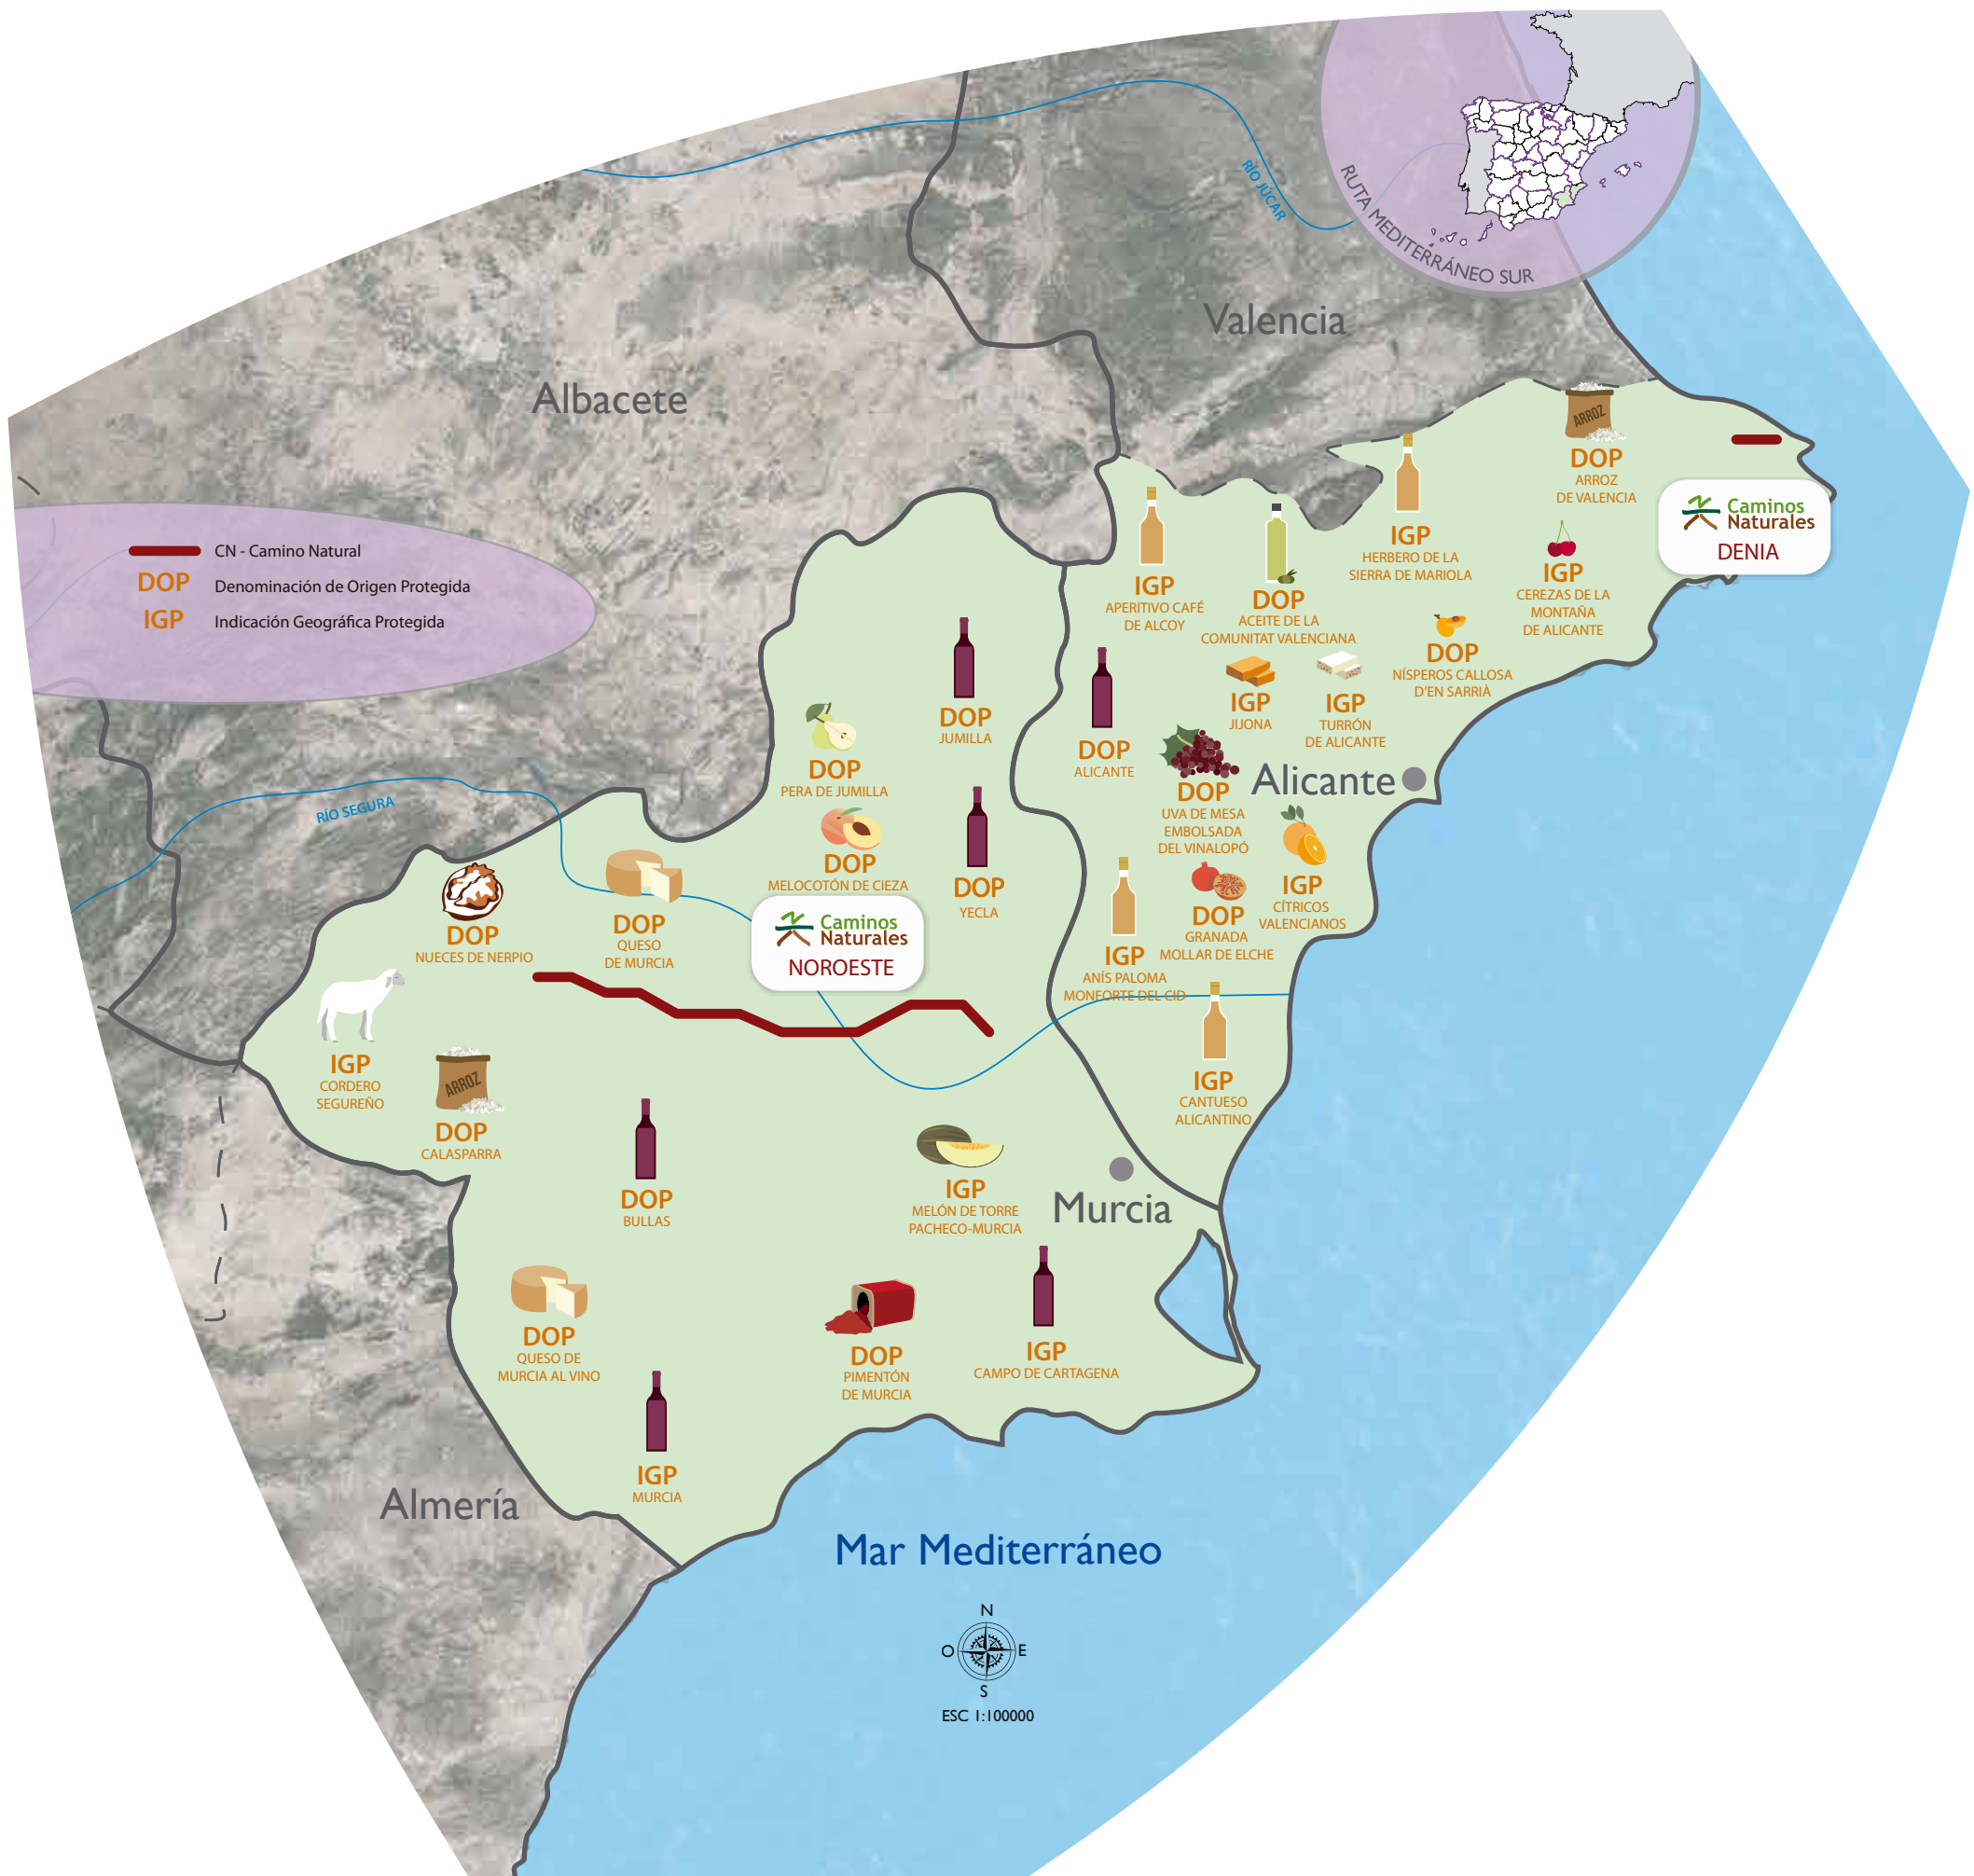 RÍO JÚCAR
RUTA MEDITERRÁNEO SUR
Valencia
Albacete
CN - Camino Natural
DOP Denominación de Origen Protegida
IGP Indicación Geográfica Protegida
ARROZ
DOP
ARROZ
DE VALENCIA
Caminos
Naturales
DENIA
IGP
HERBERO DE LA
SIERRA DE MARIOLA
IGP
CEREZAS DE LA
MONTAÑA
DE ALICANTE
IGP
APERITIVO CAFÉ
DE ALCOY
DOP
ACEITE DE LA
COMUNITAT VALENCIANA
DOP
NÍSPEROS CALLOSA
D'EN SARRIÀ
IGP
JIJONA
IGP
TURRÓN
DE ALICANTE
DOP
JUMILLA
DOP
ALICANTE
DOP
PERA DE JUMILLA
DOP
UVA DE MESA
EMBOLSADA
DEL VINALOPÓ
Alicante
RÍO SEGURA
DOP
MELOCOTÓN DE CIEZA
DOP
YECLA
IGP
CÍTRICOS
VALENCIANOS
DOP
GRANADA
MOLLAR DE ELCHE
DOP
NUECES DE NERPIO
DOP
QUESO
DE MURCIA
Caminos
Naturales
NOROESTE
IGP
ANÍS PALOMA
MONFORTE DEL CID
IGP
CORDERO
SEGUREÑO
ARROZ
DOP
CALASPARRA
IGP
CANTUESO
ALICANTINO
DOP
BULLAS
IGP
MELÓN DE TORRE
PACHECO-MURCIA
Murcia
DOP
QUESO DE
MURCIA AL VINO
DOP
PIMENTÓN
DE MURCIA
IGP
CAMPO DE CARTAGENA
IGP
MURCIA
Almería
Mar Mediterráneo
N
O E
S
ESC 1:100000